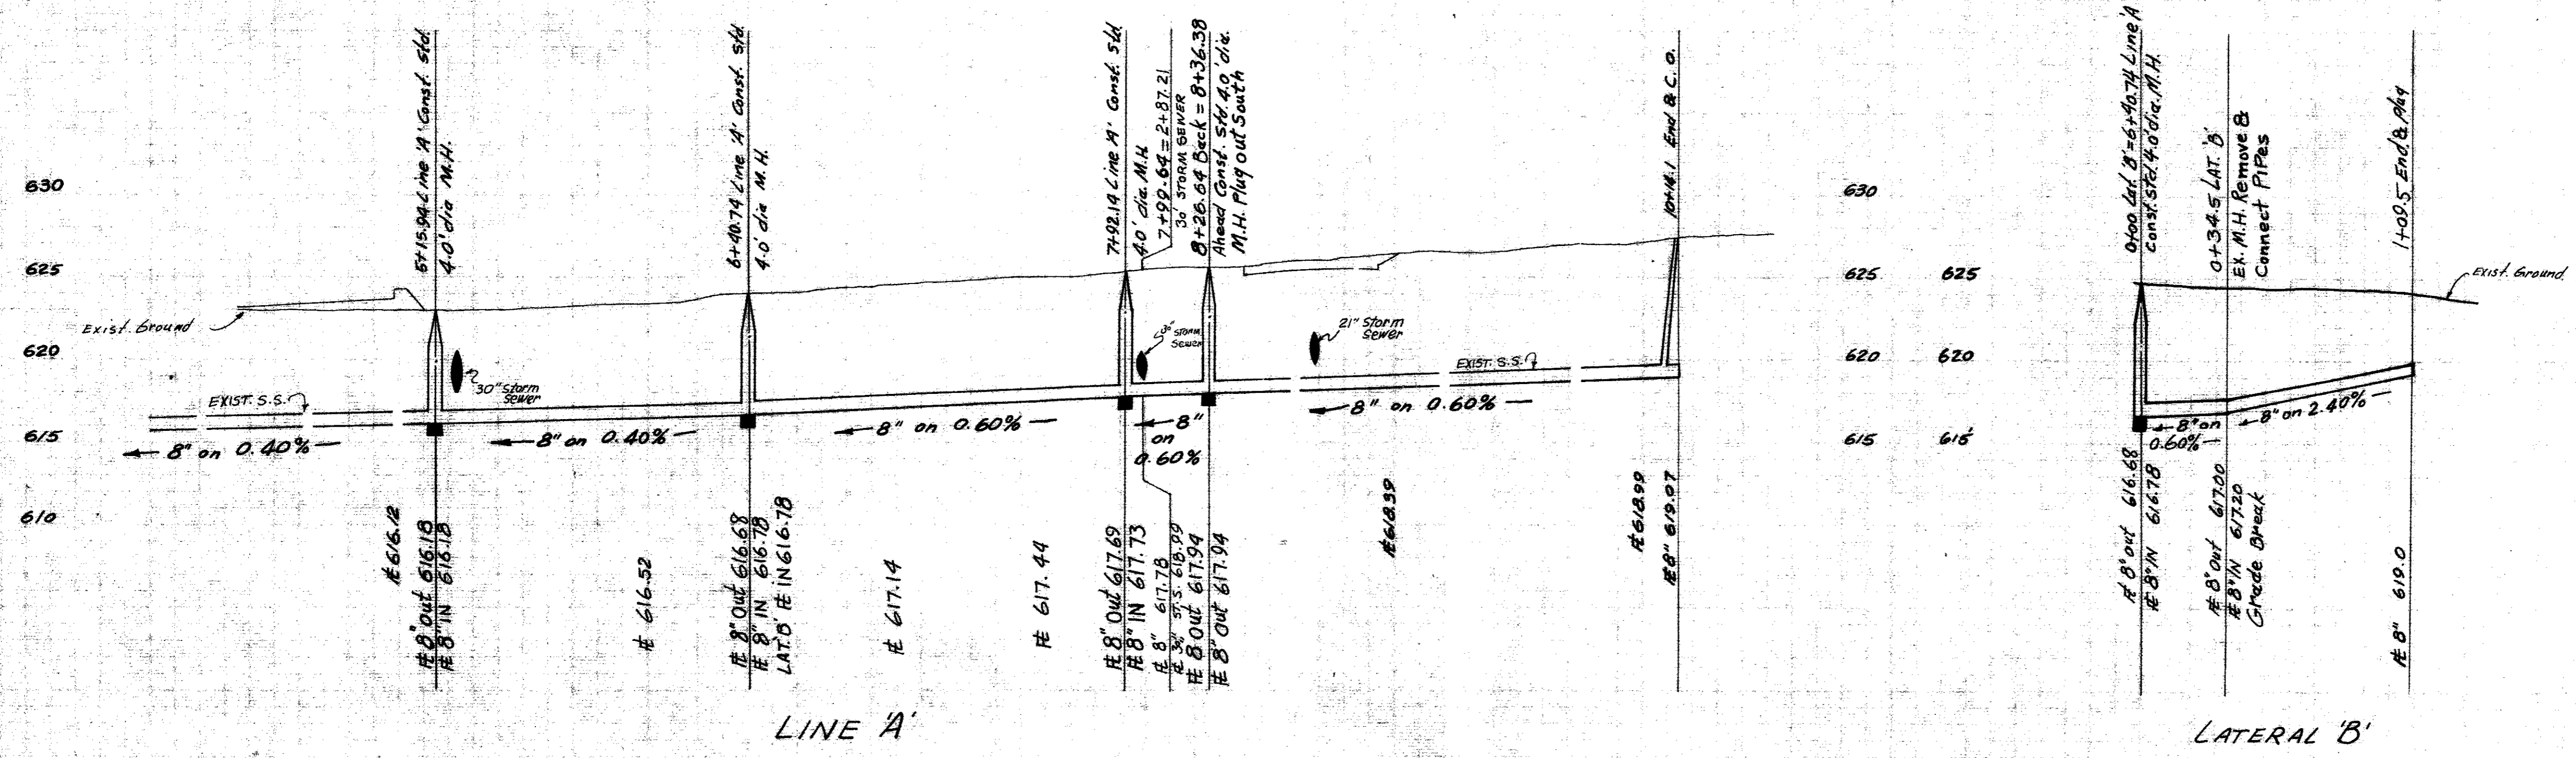 630
625
620
615
610
Exist. Ground
5+15.94 Line 'A' Const. Std.
4.0' dia M.H.
6+40.74 Line 'A' Const. Std.
4.0' dia M.H.
7+92.14 Line 'A' Const. Std.
4.0' dia M.H.
7+99.64 = 2+87.21
30" STORM SEWER
8+26.64 Back = 8+36.38
Ahead Const. Std. 4.0' dia.
M.H. Plug out South
10+14.1 End & C.O.
EXIST. S.S.
30" Storm
Sewer
30" Storm
Sewer
21" Storm
Sewer
EXIST. S.S.
8" on 0.40%
8" on 0.40%
8" on 0.60%
8"
on
0.60%
8" on 0.60%
616.12
8" Out 616.18
8" IN 616.18
616.52
8" Out 616.68
8" IN 616.78
LAT. 'B' IN 616.78
617.14
617.44
8" Out 617.69
8" IN 617.73
8" 617.78
30" ST. S. 618.99
8" Out 617.94
8" Out 617.94
618.39
618.99
8" 619.07
LINE 'A'
630
625
620
615
625
620
615
0+00 Lat. 'B' = 6+40.74 Line 'A'
Const. Std. 4.0' dia. M.H.
0+34.5 LAT. 'B'
EX. M.H. Remove &
Connect PIPes
1+09.5 End & Plug
Exist. Ground
8" on
0.60%
8" on 2.40%
8" out 616.68
8" IN 616.78
8" Out 617.00
8" IN 617.20
Grade Break
8" 619.0
LATERAL 'B'